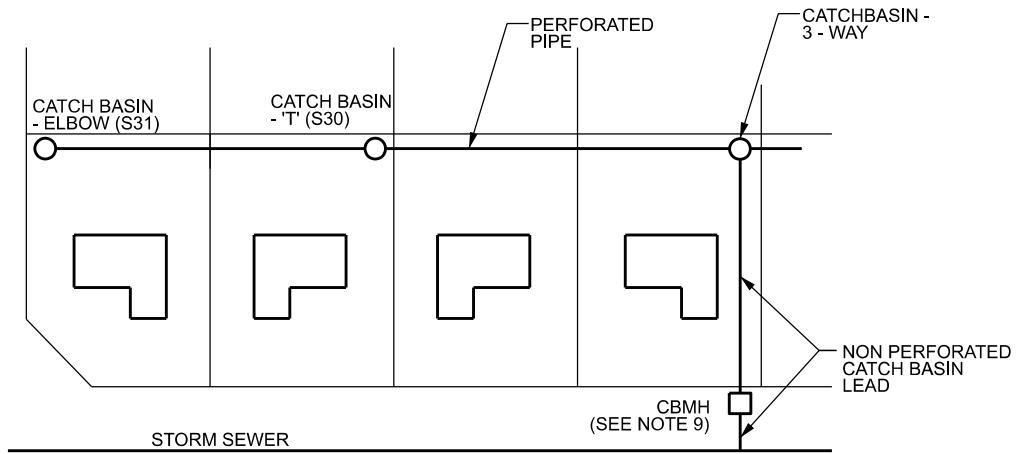 PERFORATED
PIPE
CATCHBASIN -
3 - WAY
CATCH BASIN
- ELBOW (S31)
CATCH BASIN
- 'T' (S30)
NON PERFORATED
CATCH BASIN
LEAD
CBMH
(SEE NOTE 9)
STORM SEWER